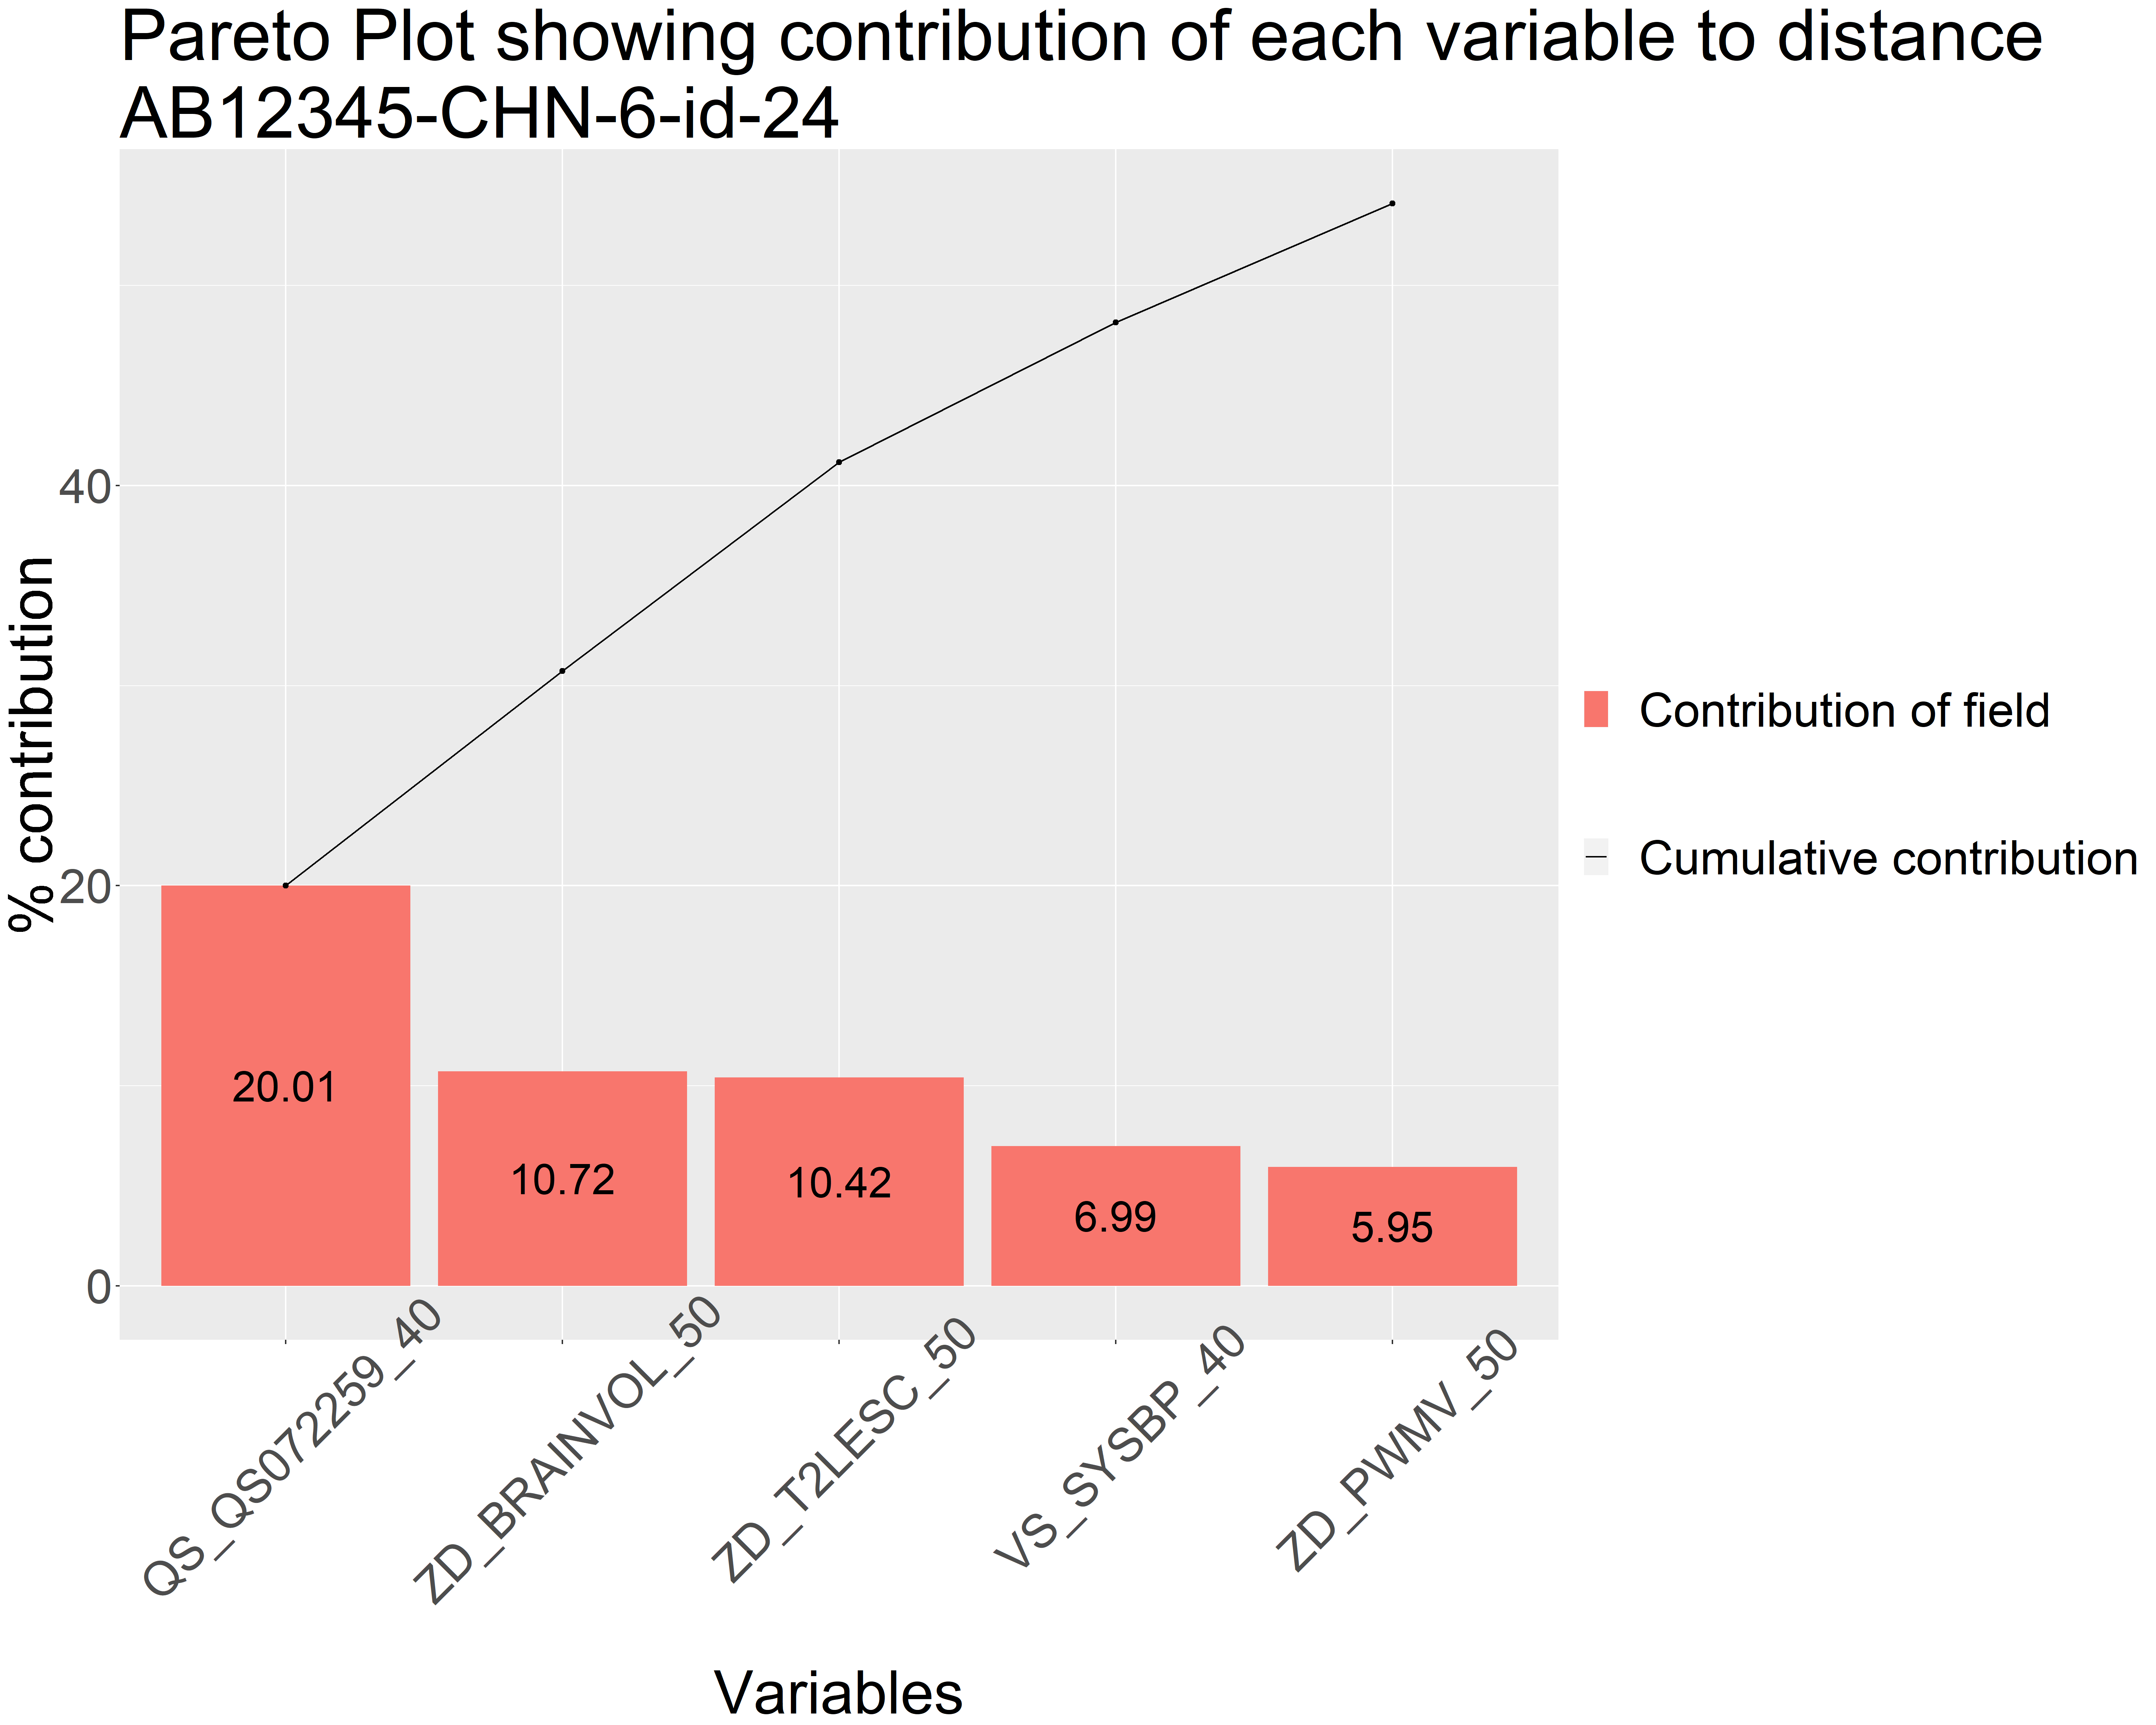 Pareto Plot showing contribution of each variable to distance
AB12345-CHN-6-id-24
% contribution
40
20
0
20.01
10.72
10.42
6.99
5.95
QS_QS072259_40
ZD_BRAINVOL_50
ZD_T2LESC_50
VS_SYSBP_40
ZD_PWMV_50
Variables
Contribution of field
Cumulative contribution